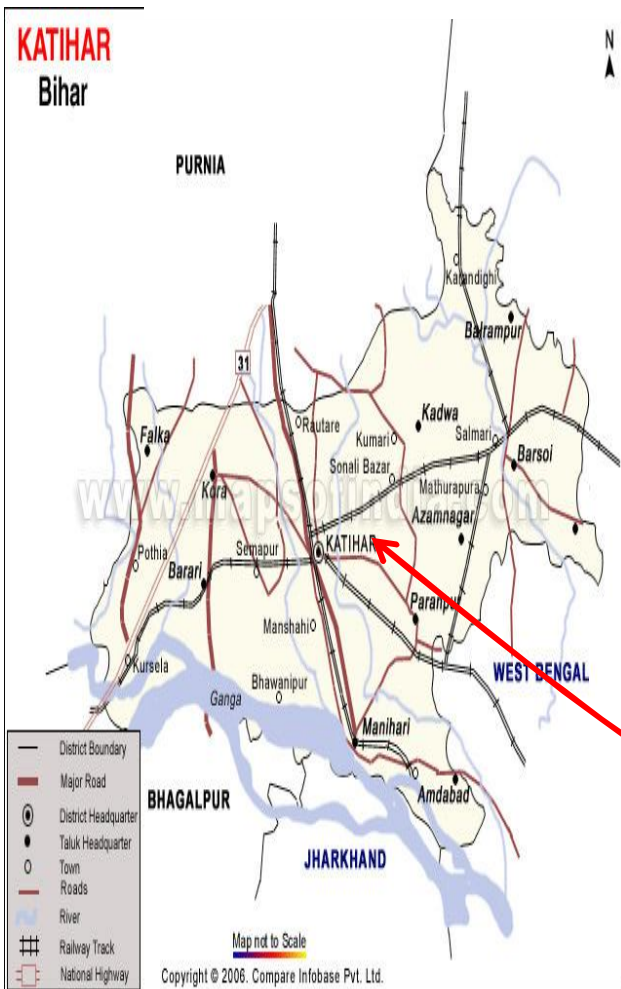 KATIHAR
Bihar
N
PURNIA
Karandighi
Balrampur
31
Kadwa
Rautare
Falka
Kumari
Salmari
Sonali Bazar
Barsoi
Kora
Mathurapura
www.mapsofindia.com
Azamnagar
KATIHAR
Pothia
Semapur
Barari
Paranpur
Manshahi
Kursela
WEST BENGAL
Bhawanipur
Ganga
Manihari
Amdabad
BHAGALPUR
JHARKHAND
District Boundary
Major Road
District Headquarter
Taluk Headquarter
Town
Roads
River
Railway Track
National Highway
Map not to Scale
Copyright © 2006. Compare Infobase Pvt. Ltd.